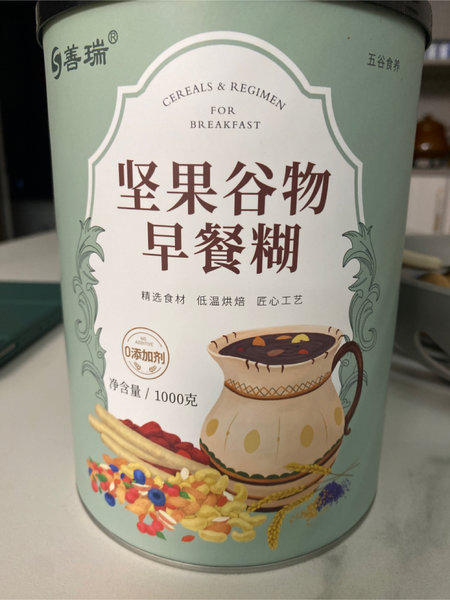 善瑞®
五谷食养
CEREALS & REGIMEN
FOR
BREAKFAST
坚果谷物
早餐糊
精选食材 低温烘焙 匠心工艺
NO
ADDITIVE
0添加剂
净含量 / 1000克